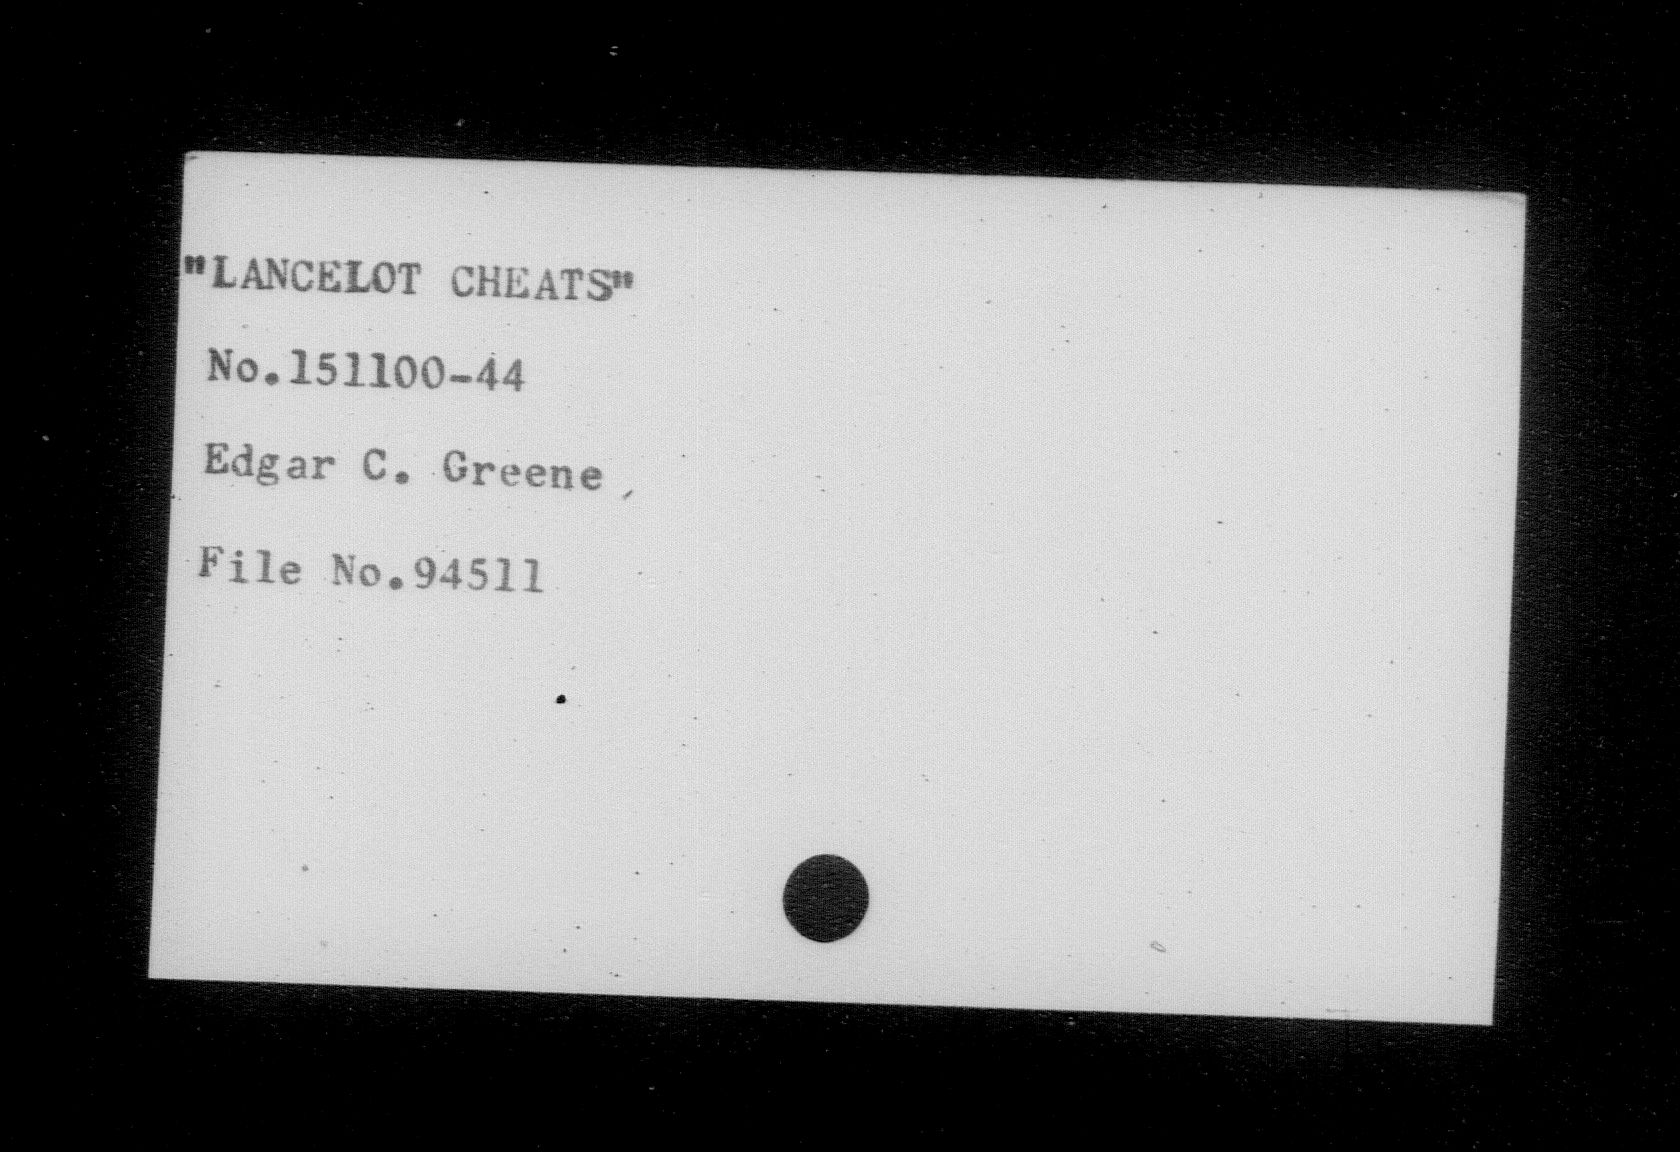 "LANCELOT CHEATS"
No.151100-44
Edgar C. Greene
File No.94511